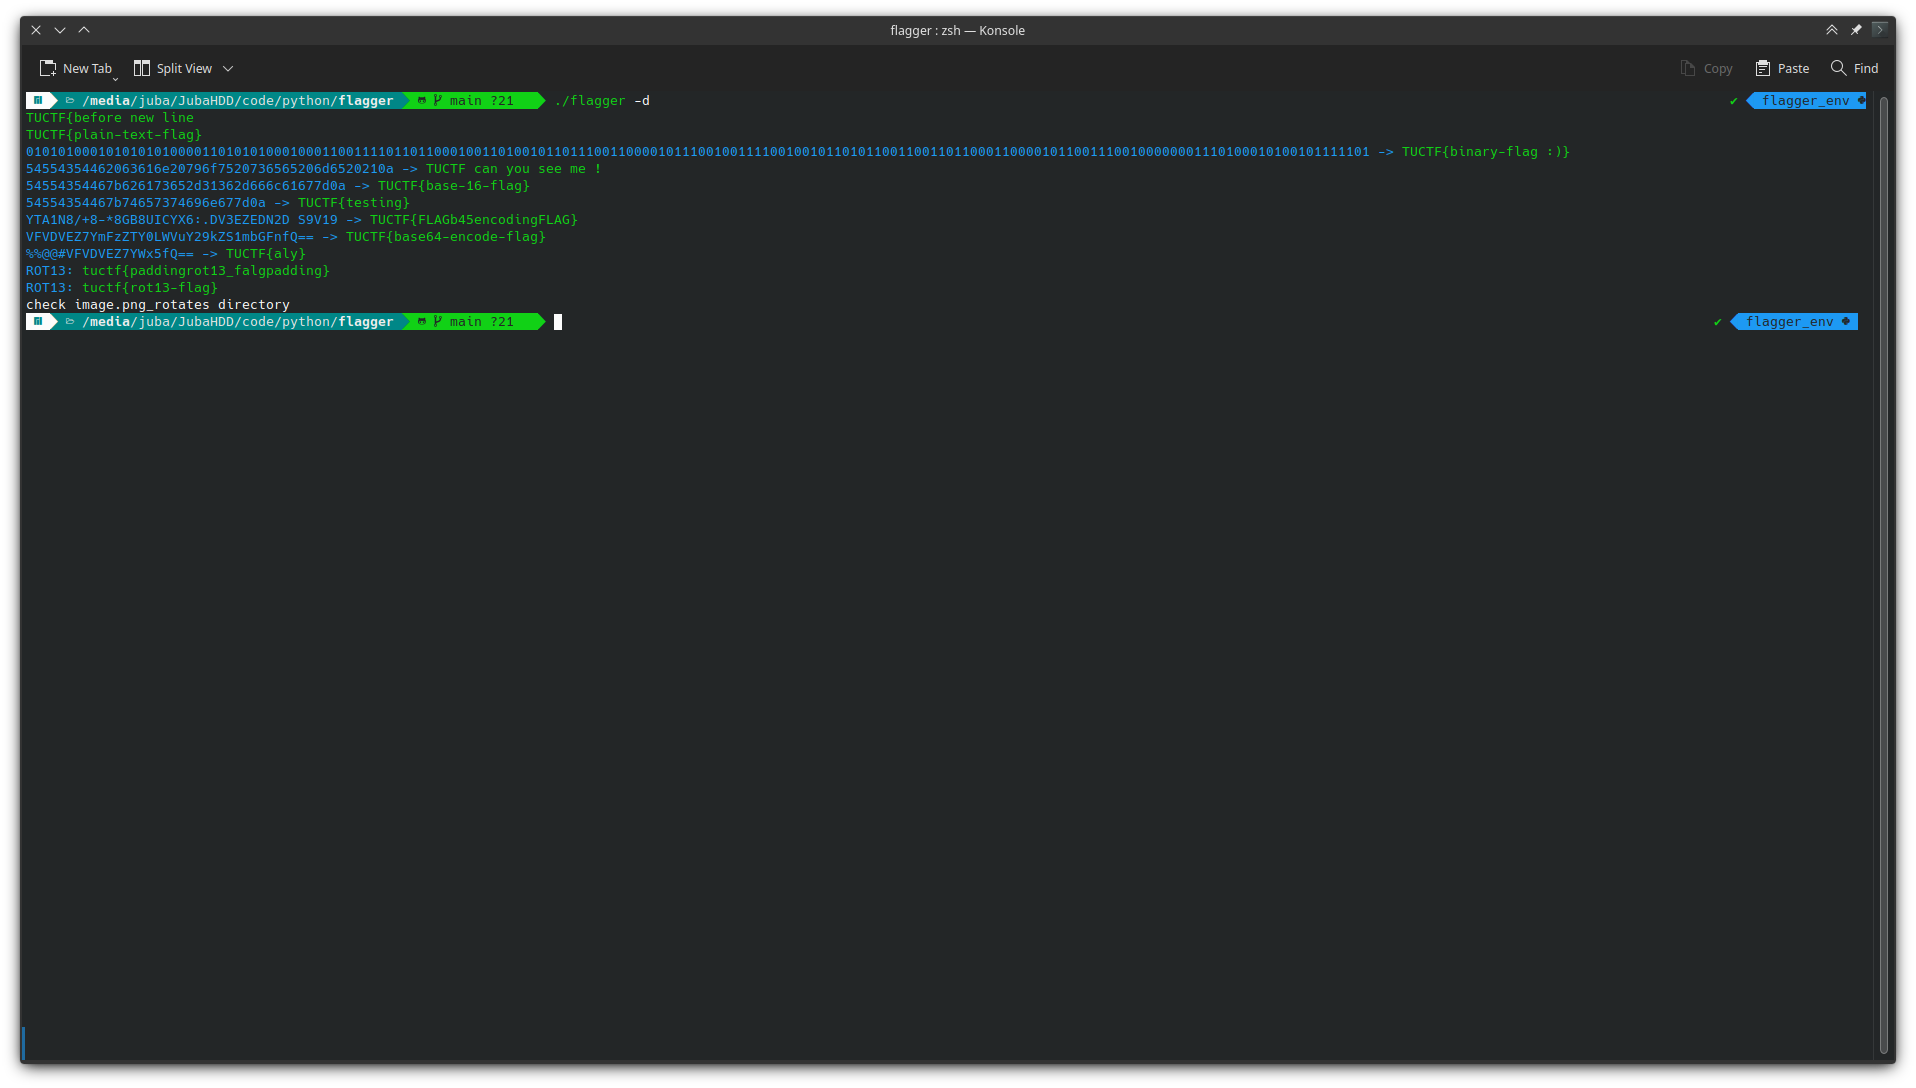 flagger : zsh — Konsole
New Tab Split View Copy Paste Find
/media/juba/JubaHDD/code/python/flagger main ?21 ./flagger -d ✔ flagger_env
TUCTF{before new line
TUCTF{plain-text-flag}
010101000101010101000011010101000100011001111011011000100110100101101110011000010111001001111001001011010110011001101100011000010110011100100000001110100010100101111101 -> TUCTF{binary-flag :)}
54554354462063616e20796f7520736565206d6520210a -> TUCTF can you see me !
54554354467b626173652d31362d666c61677d0a -> TUCTF{base-16-flag}
54554354467b74657374696e677d0a -> TUCTF{testing}
YTA1N8/+8-*8GB8UICYX6:.DV3EZEDN2D S9V19 -> TUCTF{FLAGb45encodingFLAG}
VFVDVEZ7YmFzZTY0LWVuY29kZS1mbGFnfQ== -> TUCTF{base64-encode-flag}
%%@@#VFVDVEZ7YWx5fQ== -> TUCTF{aly}
ROT13: tuctf{paddingrot13_falgpadding}
ROT13: tuctf{rot13-flag}
check image.png_rotates directory
/media/juba/JubaHDD/code/python/flagger main ?21 ✔ flagger_env